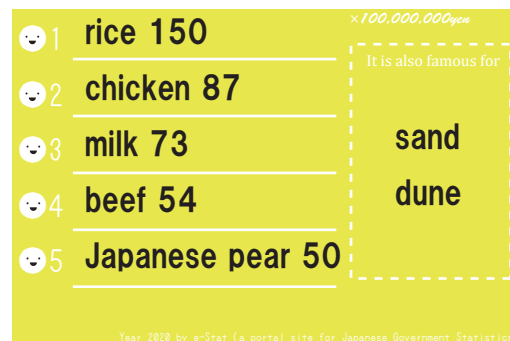 ×100,000,000yen
1 rice 150
2 chicken 87
3 milk 73
4 beef 54
5 Japanese pear 50
It is also famous for
sand
dune
Year 2020 by e-Stat (a portal site for Japanese Government Statistics